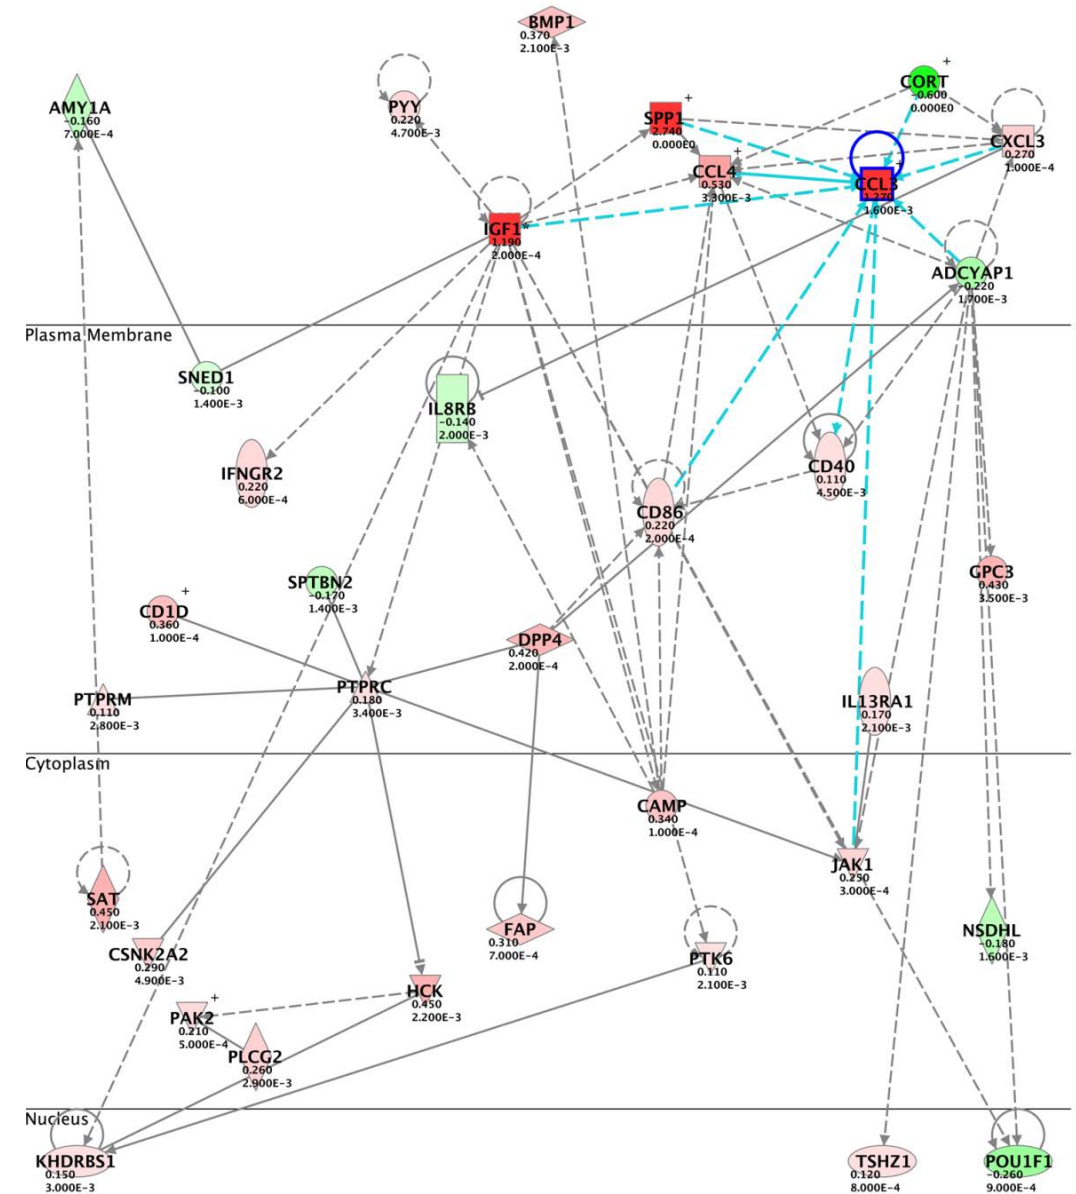 BMP1
0.370
2.100E-3
+
CORT
-0.600
0.000E0
AMY1A
-0.160
7.000E-4
PYY
0.220
4.700E-3
+
SPP1
2.740
0.000E0
CXCL3
0.270
1.000E-4
+
CCL4
0.530
3.300E-3
+
CCL3
1.270
1.600E-3
IGF1*
1.190
2.000E-4
ADCYAP1
-0.220
1.700E-3
Plasma Membrane
SNED1
-0.100
1.400E-3
IL8RB
-0.140
2.000E-3
IFNGR2
0.220
6.000E-4
CD40
0.110
4.500E-3
CD86
0.220
2.000E-4
GPC3
0.430
3.500E-3
SPTBN2
-0.170
1.400E-3
+
CD1D
0.360
1.000E-4
DPP4
0.420
2.000E-4
PTPRC
0.180
3.400E-3
PTPRM
0.110
2.800E-3
IL13RA1
0.170
2.100E-3
Cytoplasm
CAMP
0.340
1.000E-4
JAK1
0.250
3.000E-4
SAT
0.450
2.100E-3
FAP
0.310
7.000E-4
NSDHL
-0.180
1.600E-3
CSNK2A2
0.290
4.900E-3
PTK6
0.110
2.100E-3
HCK
0.450
2.200E-3
+
PAK2
0.210
5.000E-4
PLCG2
0.260
2.900E-3
Nucleus
KHDRBS1
0.150
3.000E-3
TSHZ1
0.120
8.000E-4
POU1F1
-0.260
9.000E-4